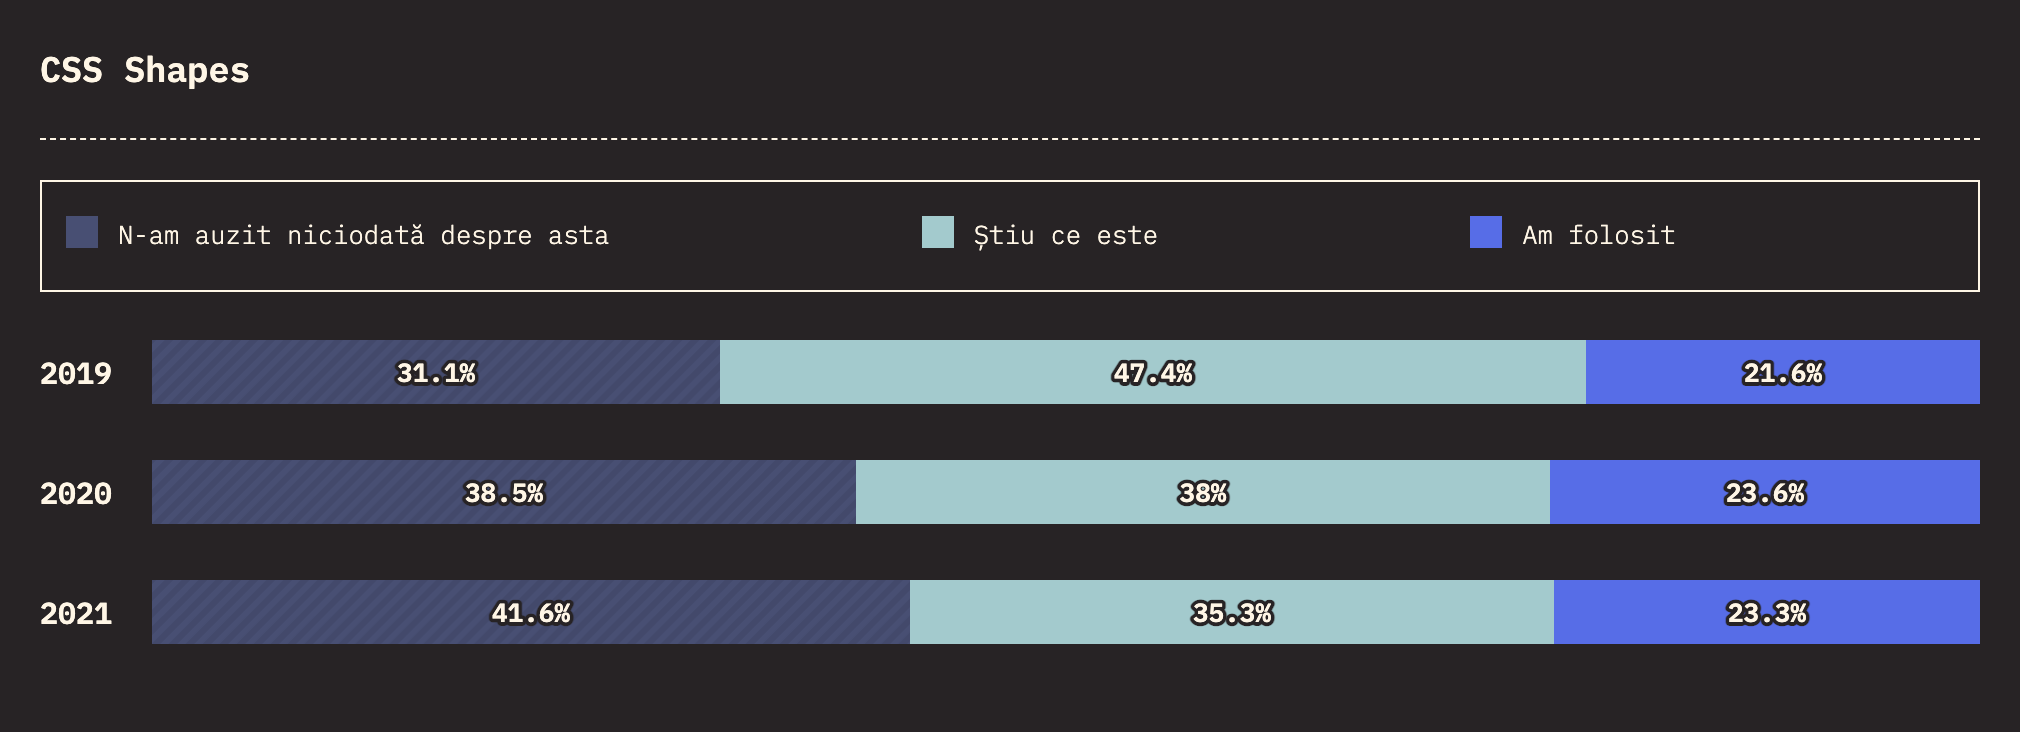 CSS Shapes
N-am auzit niciodată despre asta
Știu ce este
Am folosit
2019 31.1% 47.4% 21.6%
2020 38.5% 38% 23.6%
2021 41.6% 35.3% 23.3%